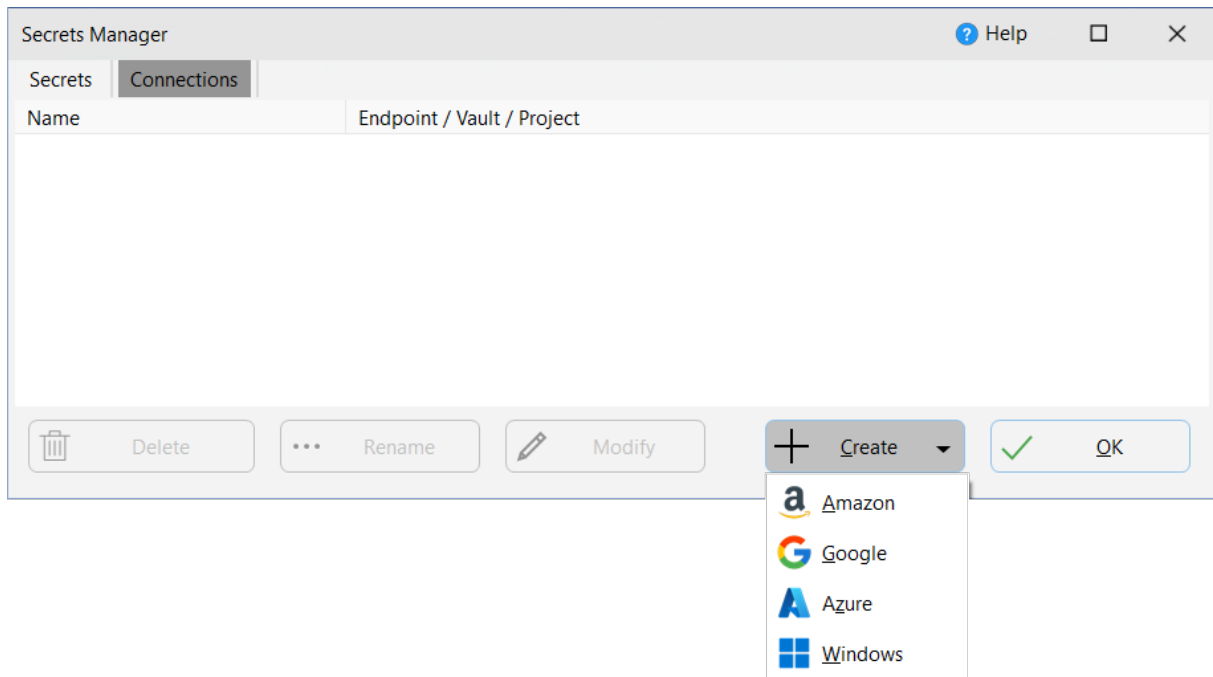 Secrets Manager
Help
Secrets Connections
Name Endpoint / Vault / Project
Delete Rename Modify Create OK
Amazon
Google
Azure
Windows